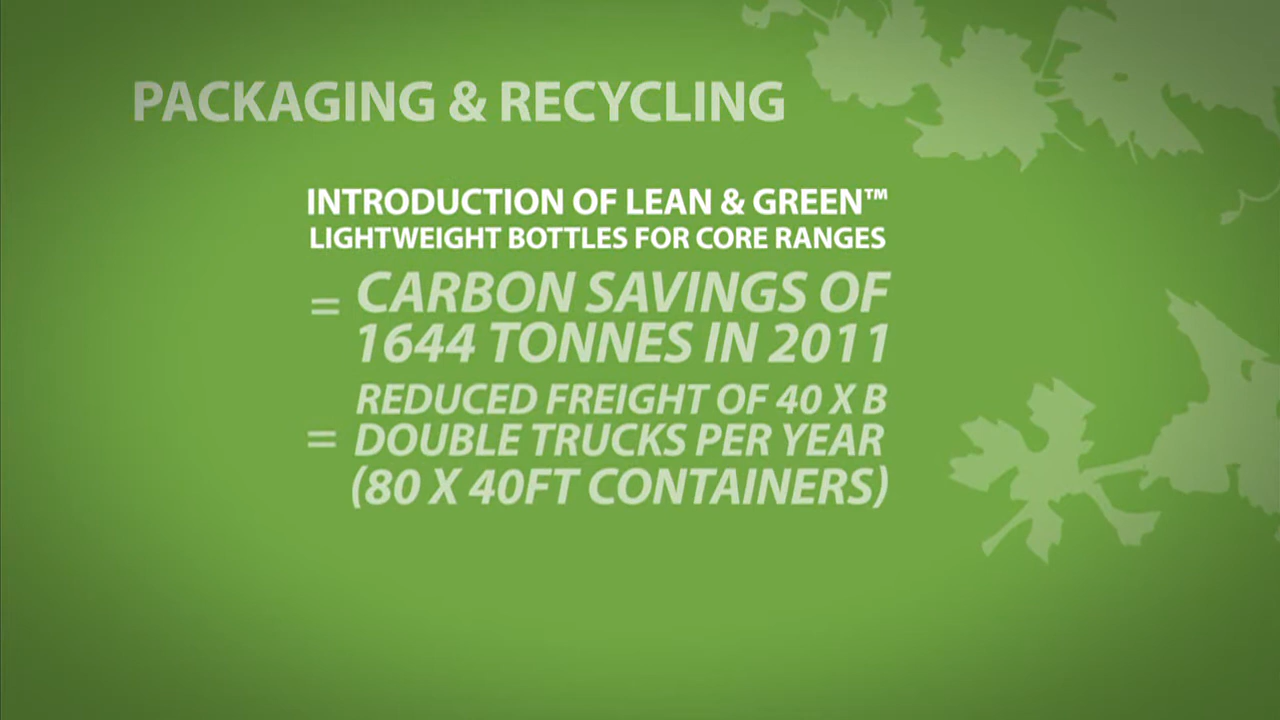 PACKAGING & RECYCLING
INTRODUCTION OF LEAN & GREEN™
LIGHTWEIGHT BOTTLES FOR CORE RANGES
= CARBON SAVINGS OF
1644 TONNES IN 2011
REDUCED FREIGHT OF 40 X B
= DOUBLE TRUCKS PER YEAR
(80 X 40FT CONTAINERS)